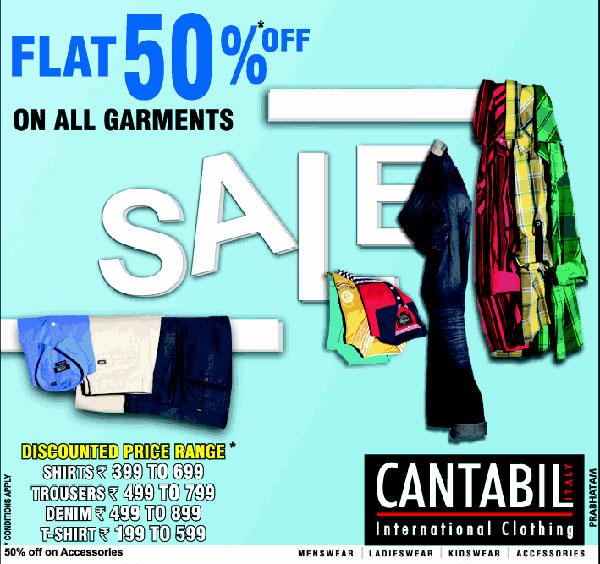 FLAT 50%*OFF
ON ALL GARMENTS
SALE
DISCOUNTED PRICE RANGE*
SHIRTS ₹ 399 TO 699
TROUSERS ₹ 499 TO 799
DENIM ₹ 499 TO 899
T-SHIRT ₹ 199 TO 599
* CONDITIONS APPLY
50% off on Accessories
CANTABIL ITALY
International Clothing
MENSWEAR | LADIESWEAR | KIDSWEAR | ACCESSORIES
PRABHATAM